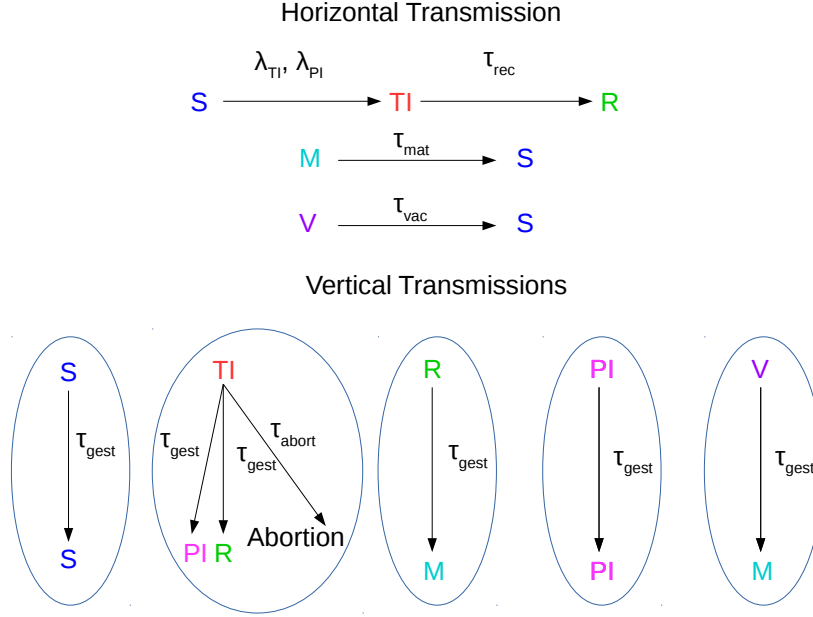 Horizontal Transmission
λTI, λPI τrec
S TI R
τmat
M S
τvac
V S
Vertical Transmissions
S TI R PI V
τgest τgest τgest τabort τgest τgest τgest
S PI R Abortion M PI M